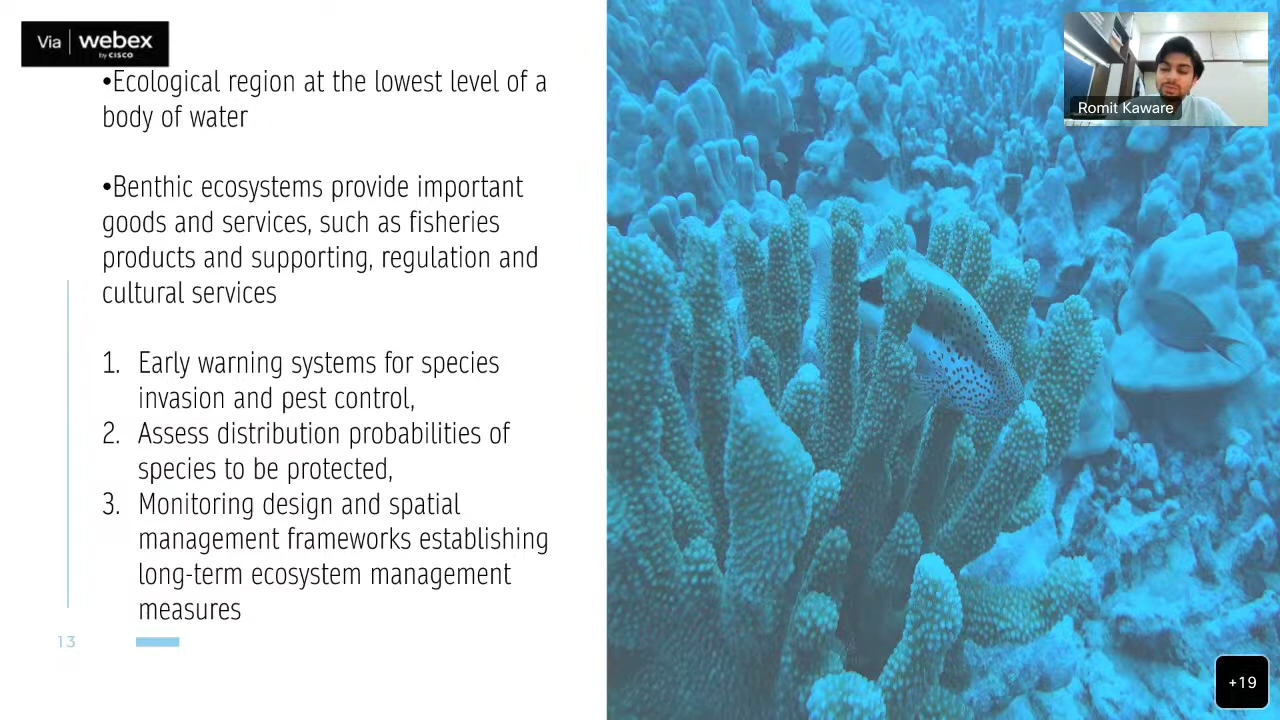 Via webex
by CISCO
•Ecological region at the lowest level of a
body of water
•Benthic ecosystems provide important
goods and services, such as fisheries
products and supporting, regulation and
cultural services
1. Early warning systems for species
invasion and pest control,
2. Assess distribution probabilities of
species to be protected,
3. Monitoring design and spatial
management frameworks establishing
long-term ecosystem management
measures
13
Romit Kaware
+19